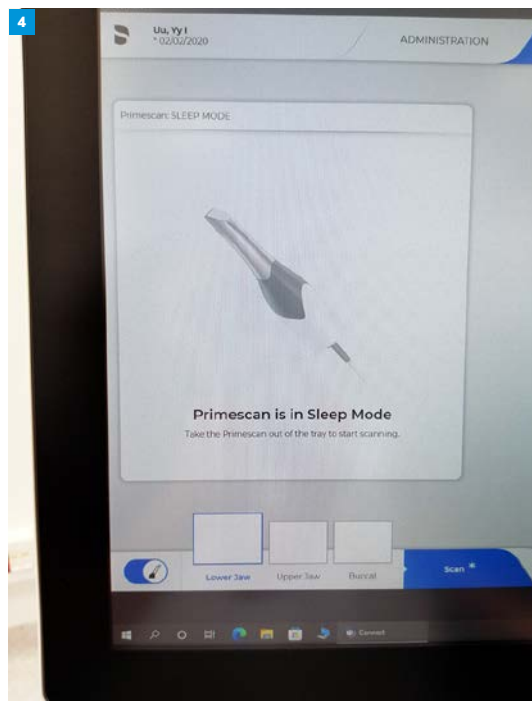 4
Uu, Yy I
* 02/02/2020
ADMINISTRATION
Primescan: SLEEP MODE
Primescan is in Sleep Mode
Take the Primescan out of the tray to start scanning.
Lower Jaw
Upper Jaw
Buccal
Scan
Connect